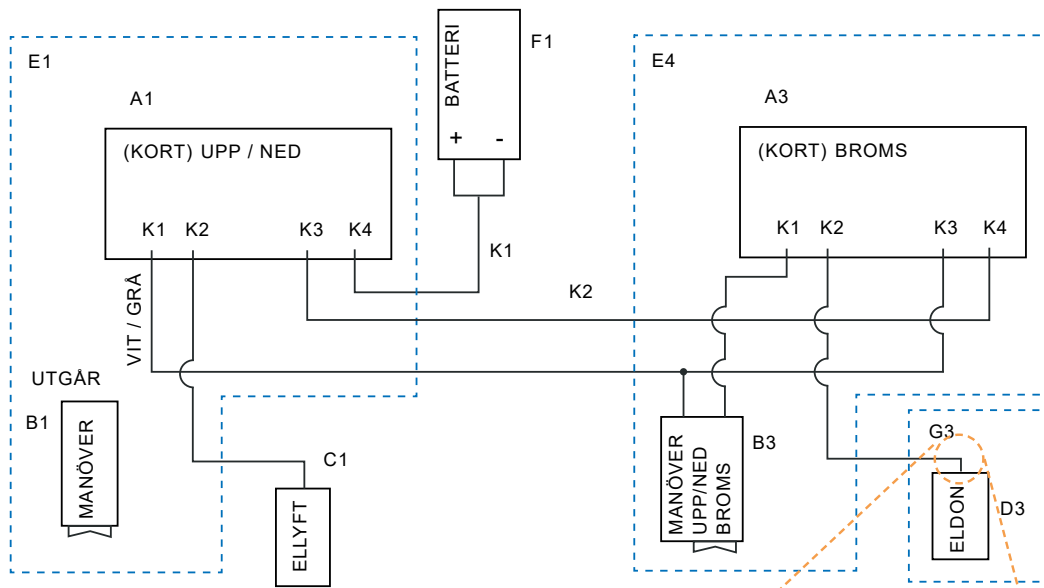 E1
A1
(KORT) UPP / NED
K1 K2 K3 K4
VIT / GRÅ
UTGÅR
B1
MANÖVER
C1
ELLYFT
BATTERI
+ -
F1
K1
K2
E4
A3
(KORT) BROMS
K1 K2 K3 K4
MANÖVER
UPP/NED
BROMS
B3
G3
ELDON
D3